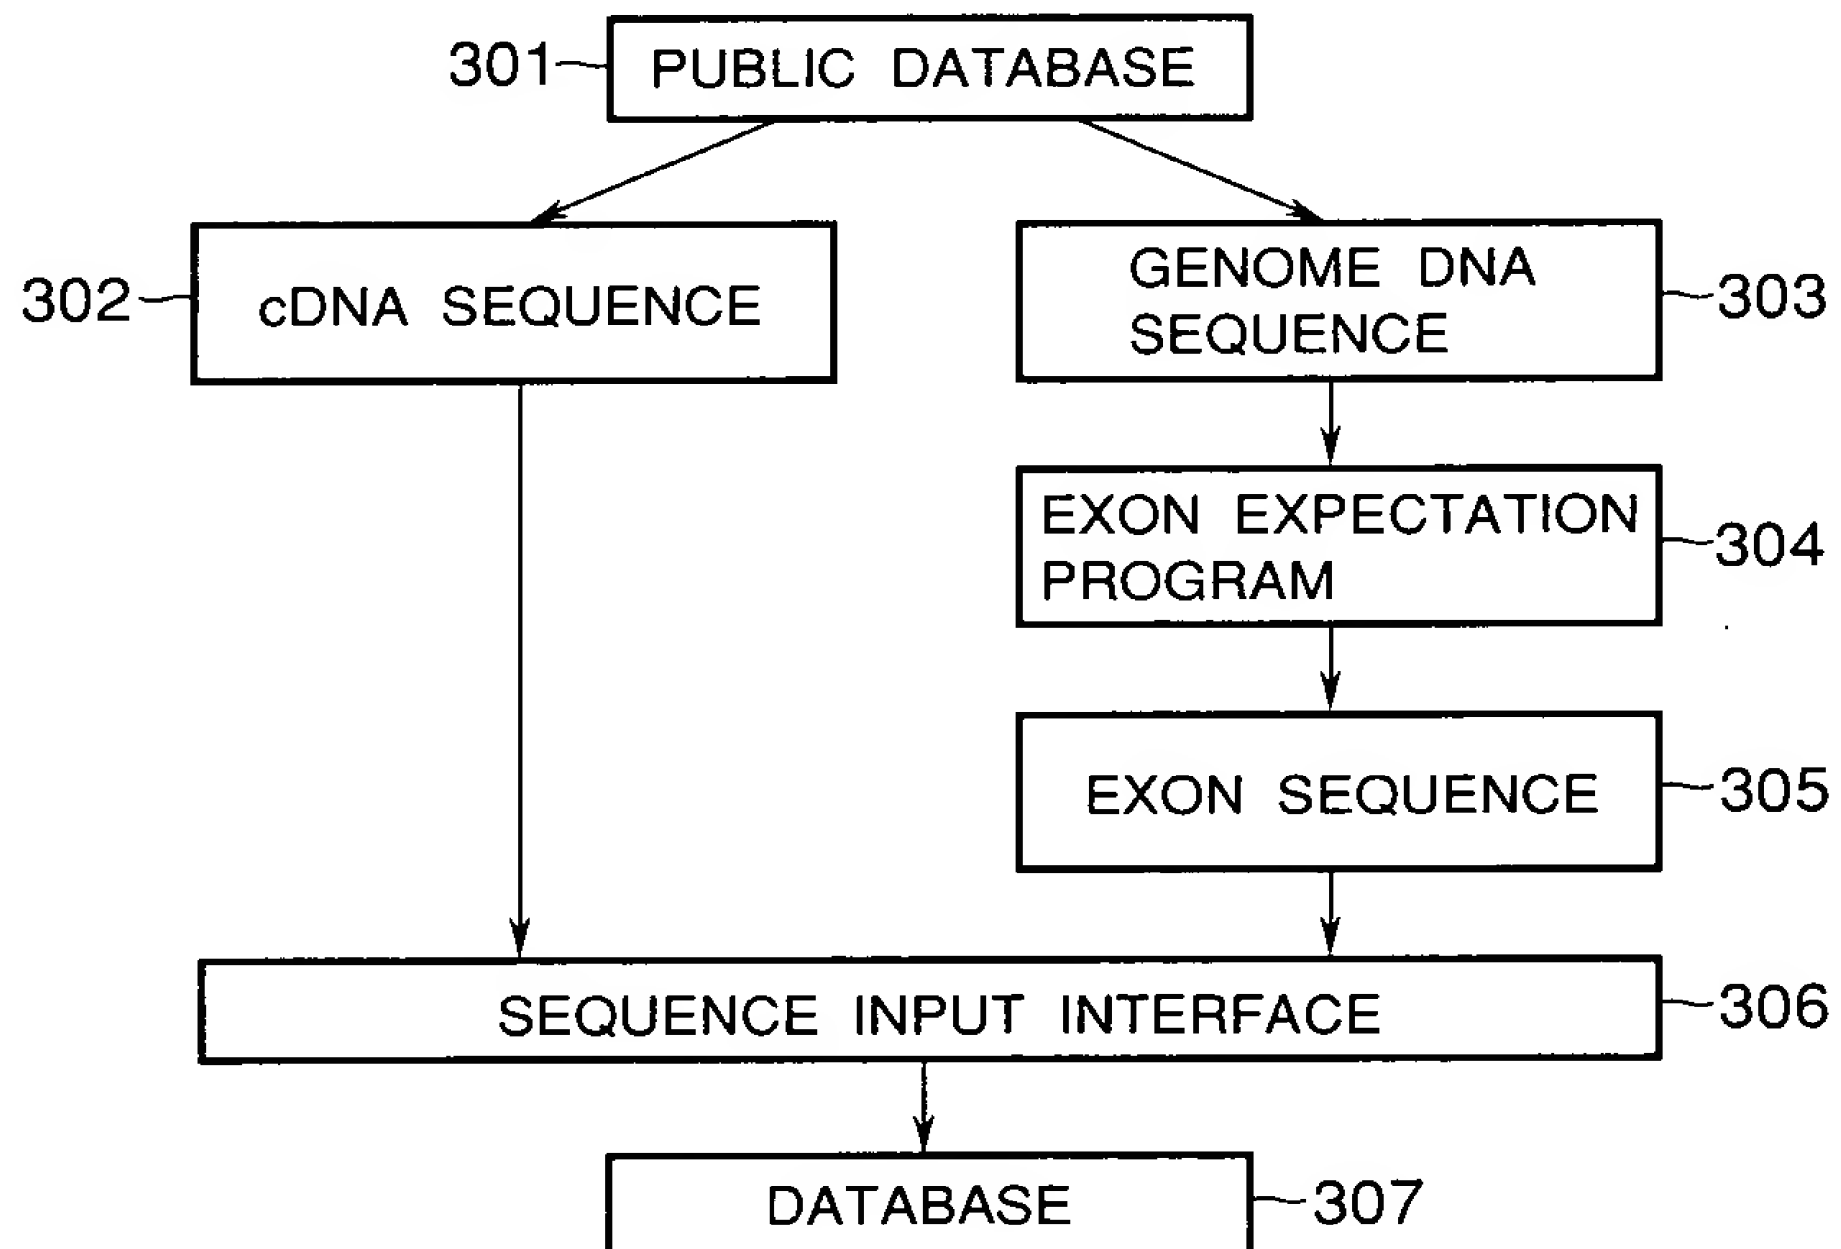 301
PUBLIC DATABASE
302
cDNA SEQUENCE
GENOME DNA
SEQUENCE
303
EXON EXPECTATION
PROGRAM
304
EXON SEQUENCE
305
SEQUENCE INPUT INTERFACE
306
DATABASE
307